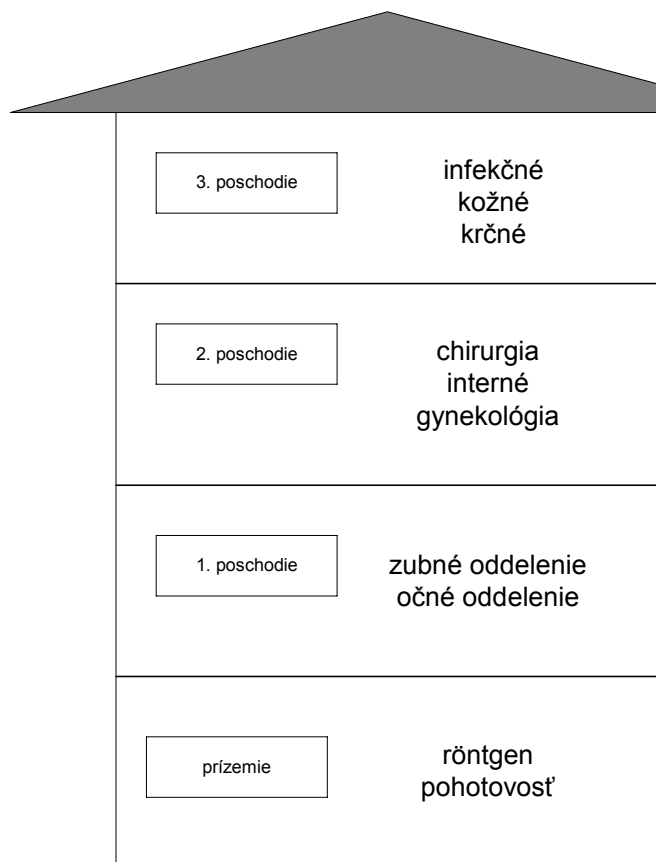 3. poschodie
infekčné
kožné
krčné
2. poschodie
chirurgia
interné
gynekológia
1. poschodie
zubné oddelenie
očné oddelenie
prízemie
röntgen
pohotovosť